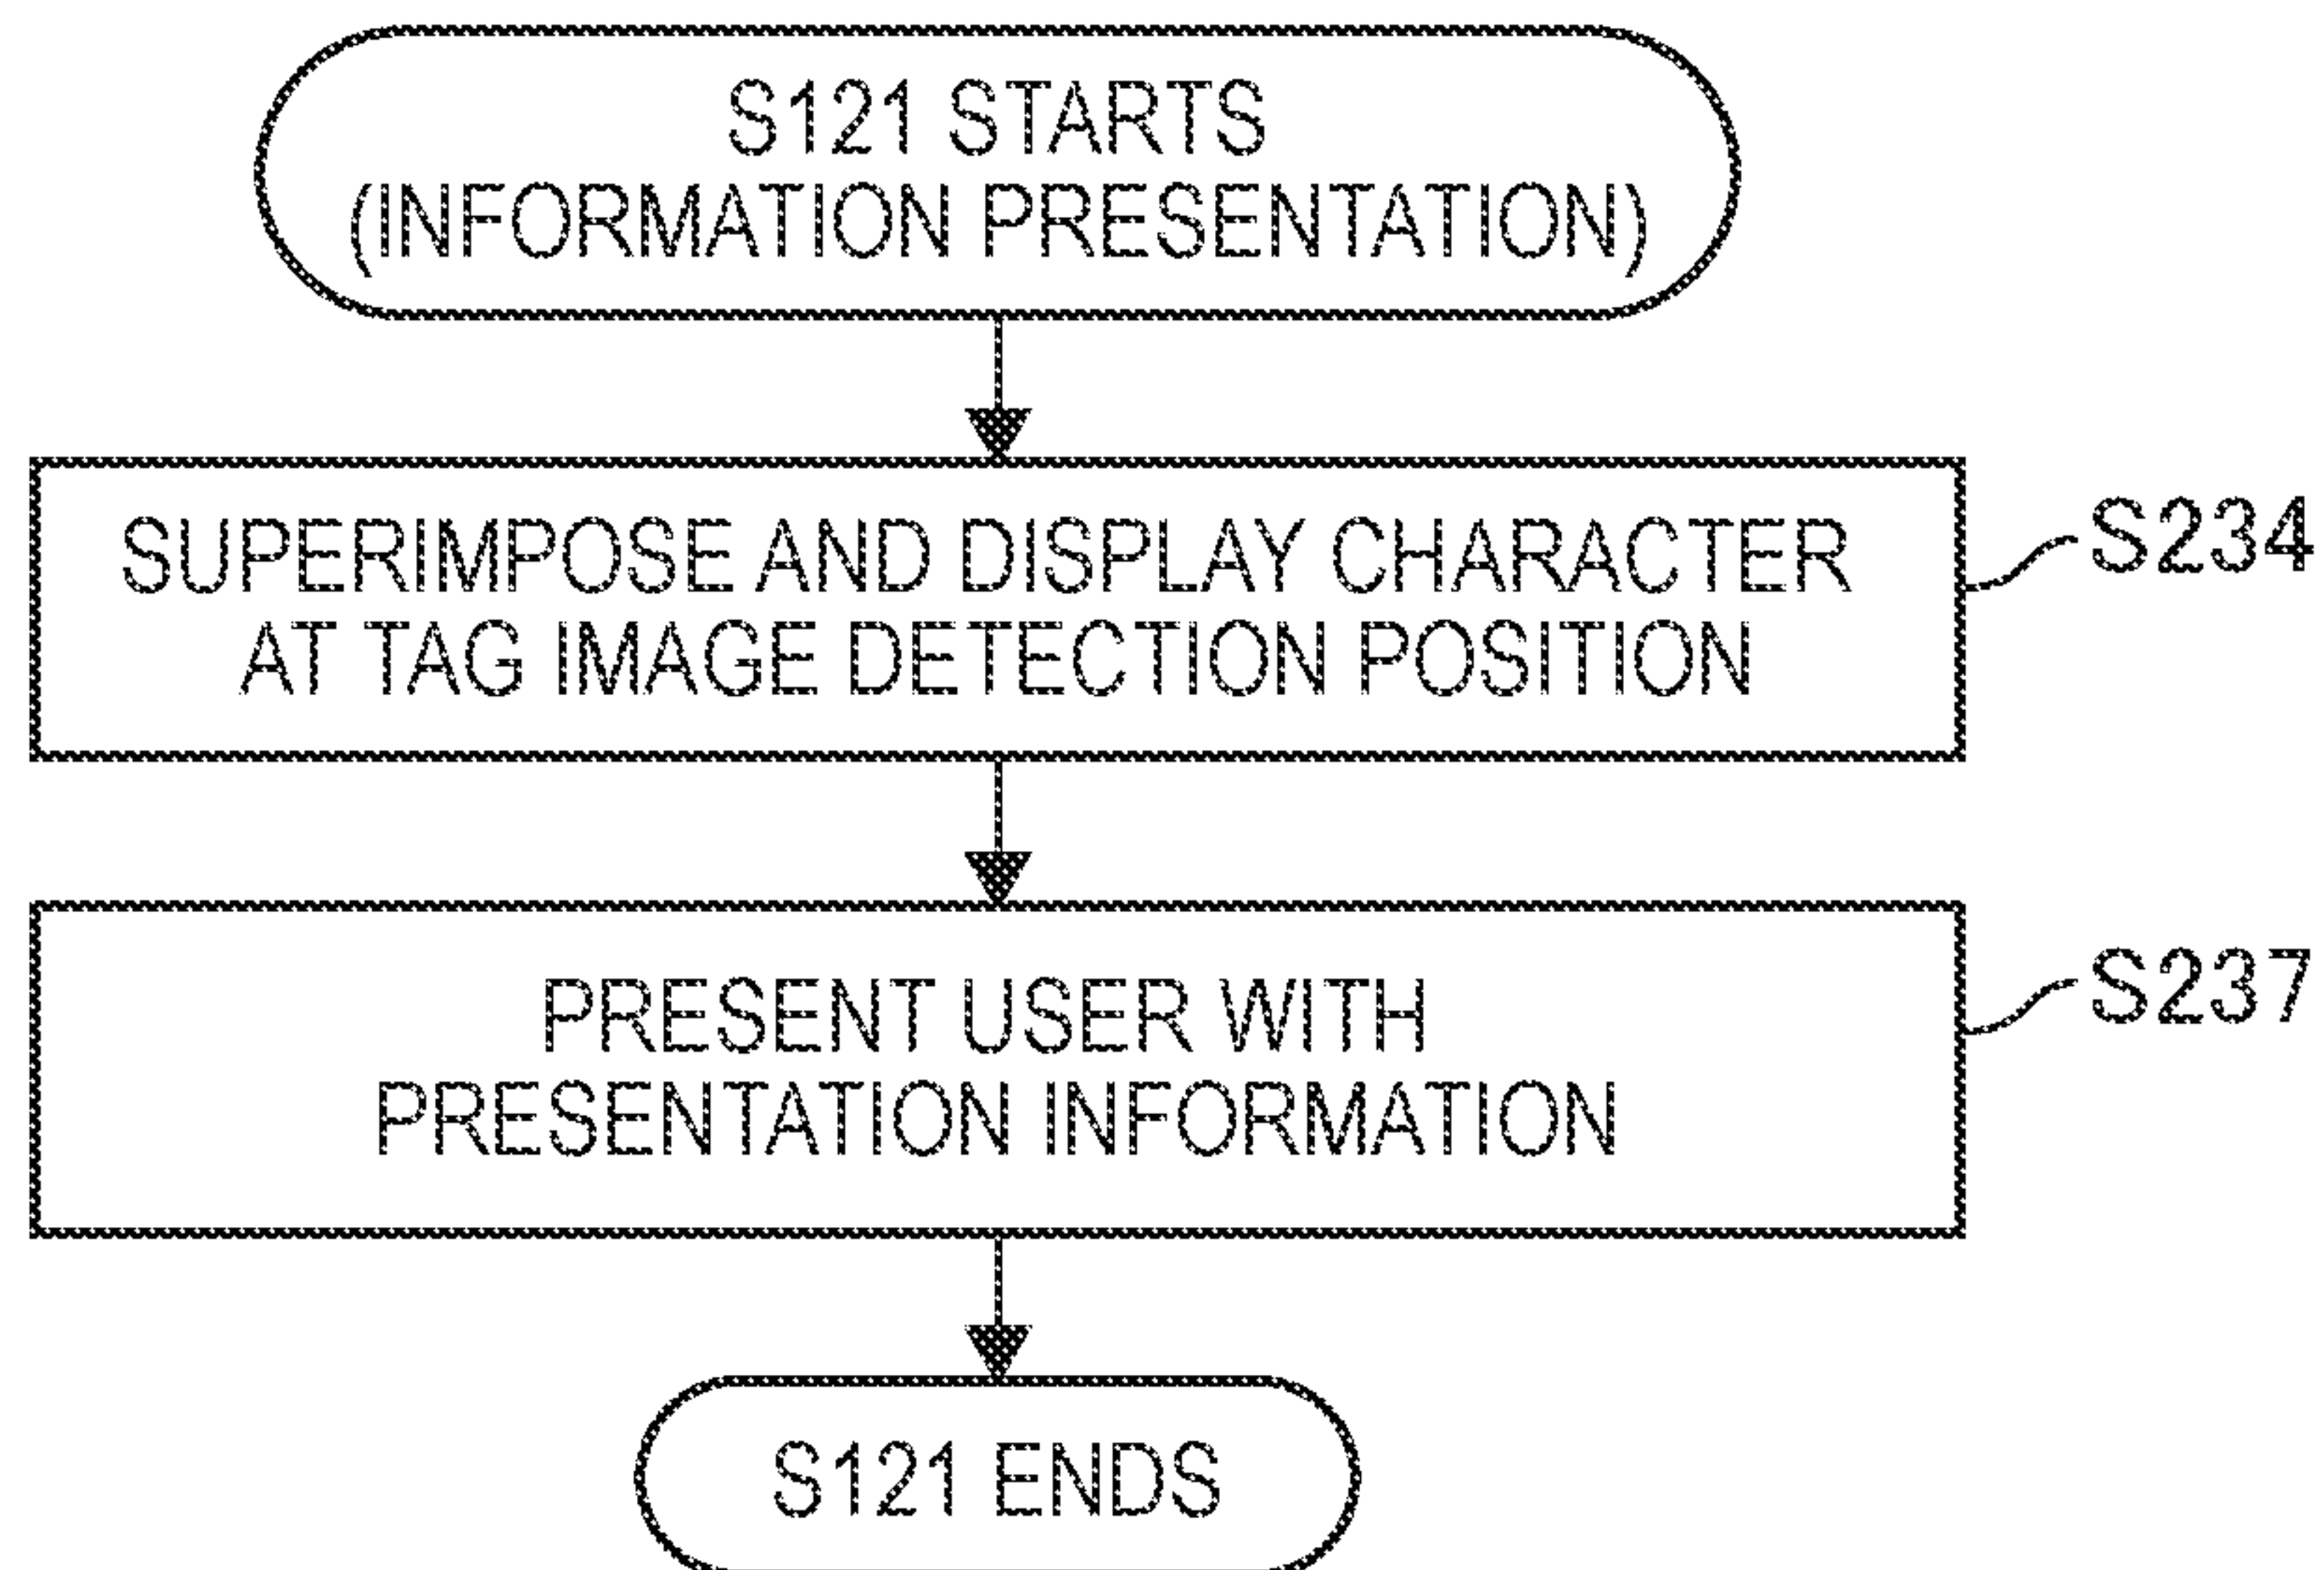 S121 STARTS
(INFORMATION PRESENTATION)
SUPERIMPOSE AND DISPLAY CHARACTER
AT TAG IMAGE DETECTION POSITION
S234
PRESENT USER WITH
PRESENTATION INFORMATION
S237
S121 ENDS